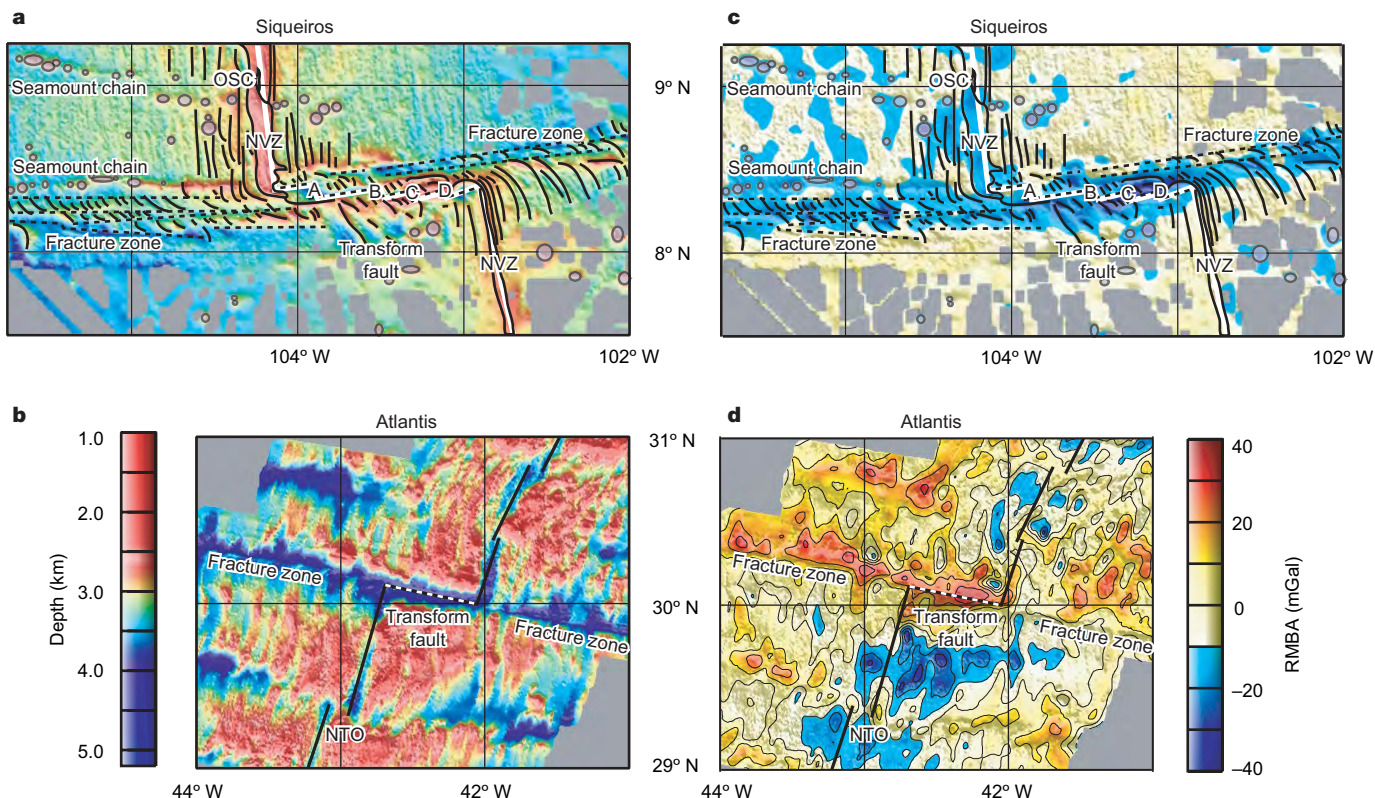 a
Siqueiros
OSC
Seamount chain
9° N
NVZ
Fracture zone
Seamount chain
A
B
C
D
Fracture zone
Transform
fault
8° N
NVZ
104° W
102° W
c
Siqueiros
OSC
Seamount chain
9° N
NVZ
Fracture zone
Seamount chain
A
B
C
D
Fracture zone
Transform
fault
8° N
NVZ
104° W
102° W
b
Atlantis
1.0
2.0
3.0
4.0
5.0
Depth (km)
31° N
Fracture zone
30° N
Transform
fault
Fracture zone
NTO
29° N
44° W
42° W
d
Atlantis
Fracture zone
Transform
fault
Fracture zone
NTO
44° W
42° W
40
20
0
–20
–40
RMBA (mGal)